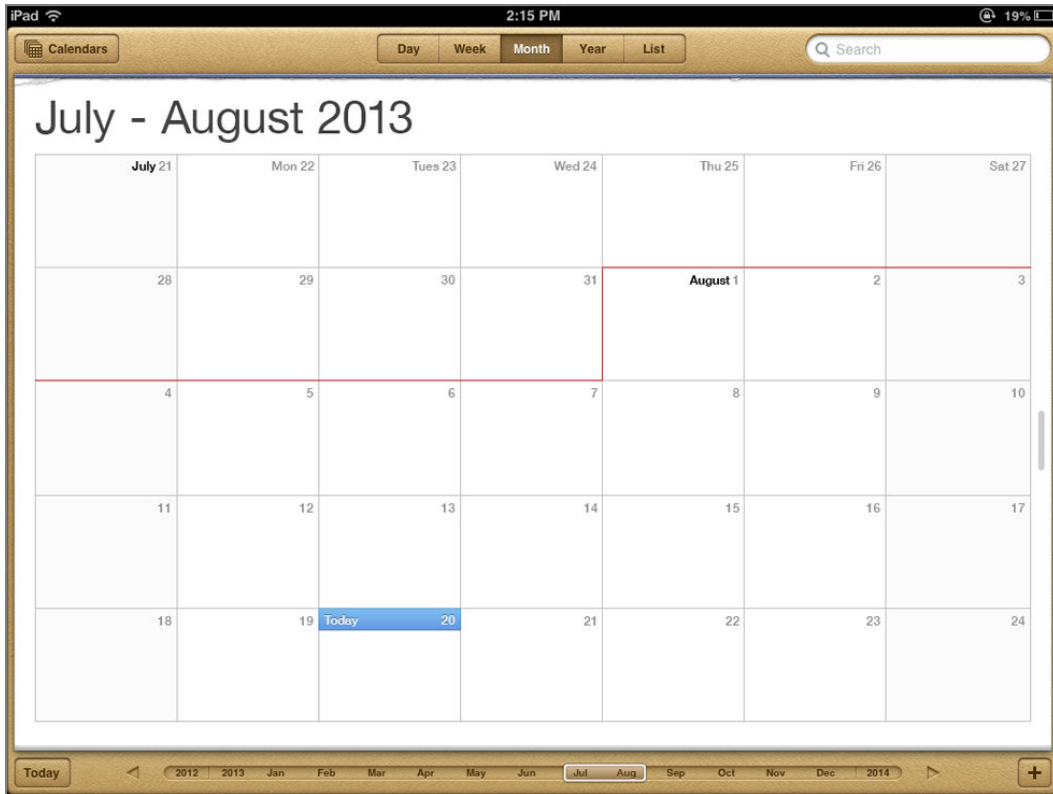 iPad 2:15 PM 19%
Calendars Day Week Month Year List Search
July - August 2013
July 21 Mon 22 Tues 23 Wed 24 Thu 25 Fri 26 Sat 27
28 29 30 31 August 1 2 3
4 5 6 7 8 9 10
11 12 13 14 15 16 17
18 19 Today 20 21 22 23 24
Today 2012 2013 Jan Feb Mar Apr May Jun Jul Aug Sep Oct Nov Dec 2014 +